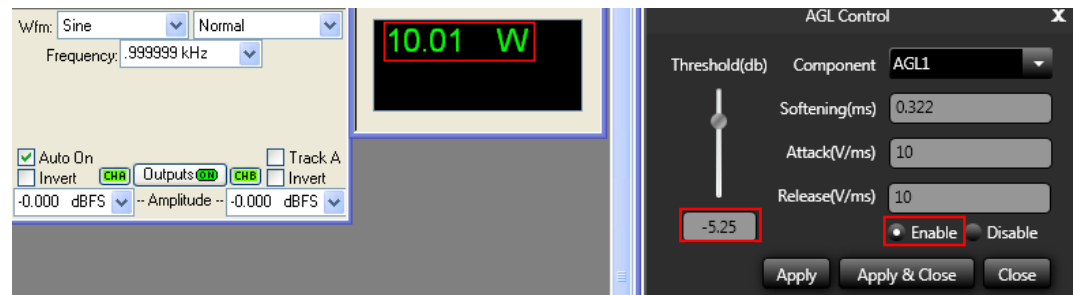 Wfm: Sine Normal
Frequency: .999999 kHz
Auto On Track A
Invert CHA Outputs ON CHB Invert
-0.000 dBFS -- Amplitude -- -0.000 dBFS
10.01 W
AGL Control X
Threshold(db) Component AGL1
Softening(ms) 0.322
Attack(V/ms) 10
Release(V/ms) 10
-5.25 Enable Disable
Apply Apply & Close Close